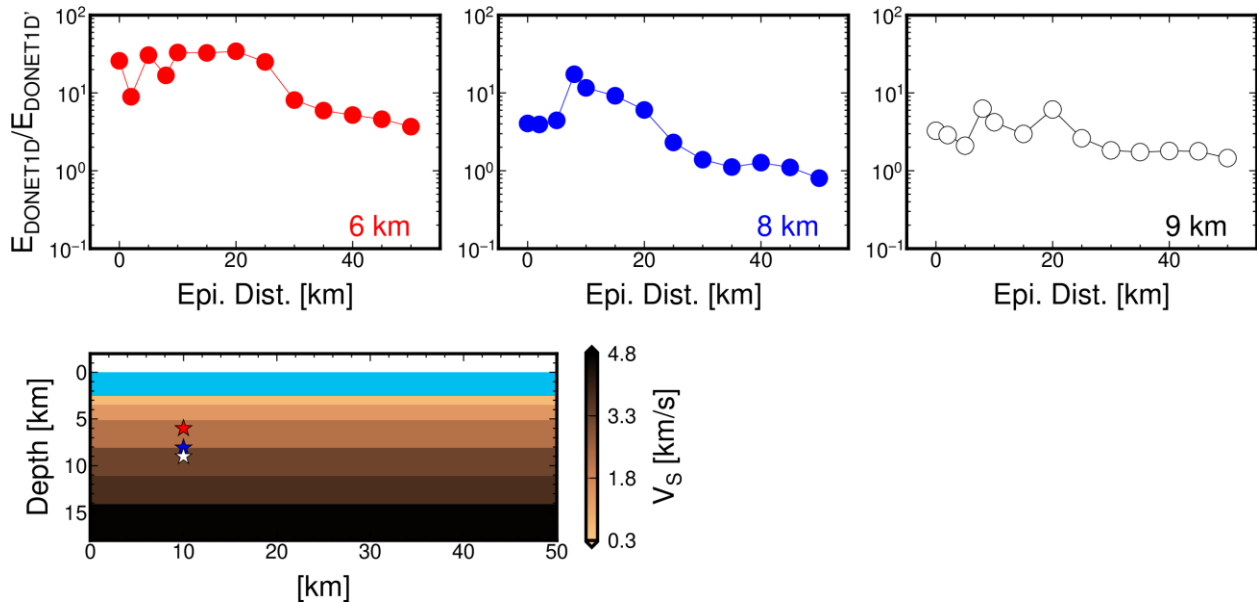 E_DONET1D/E_DONET1D'
10²
10¹
10⁰
10⁻¹
6 km
0 20 40
Epi. Dist. [km]
10²
10¹
10⁰
10⁻¹
8 km
0 20 40
Epi. Dist. [km]
10²
10¹
10⁰
10⁻¹
9 km
0 20 40
Epi. Dist. [km]
Depth [km]
0
5
10
15
0 10 20 30 40 50
[km]
4.8
3.3
1.8
0.3
V_S [km/s]